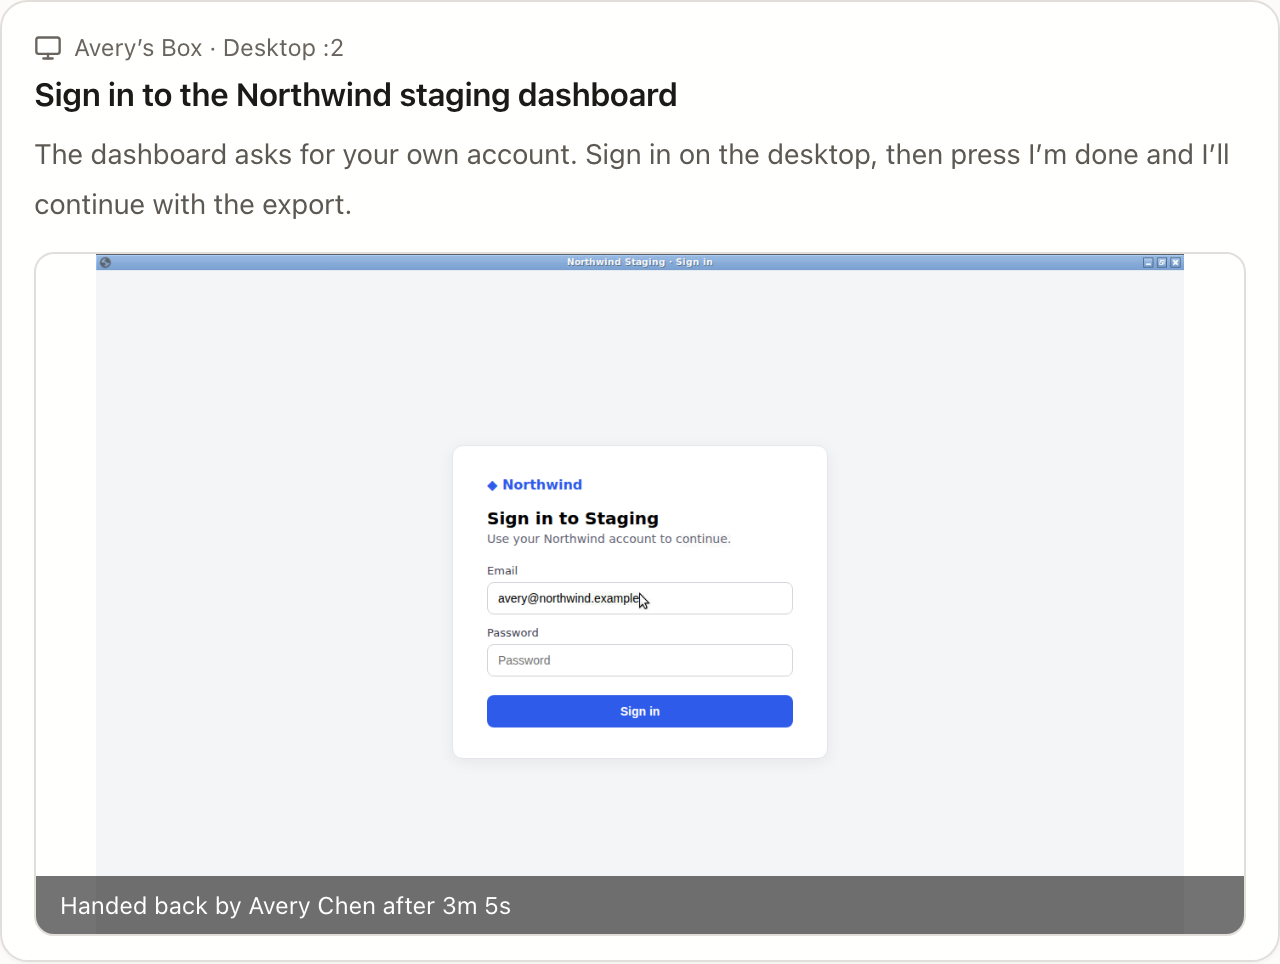 Avery’s Box · Desktop :2
Sign in to the Northwind staging dashboard
The dashboard asks for your own account. Sign in on the desktop, then press I’m done and I’ll
continue with the export.
Northwind Staging · Sign in
◆ Northwind
Sign in to Staging
Use your Northwind account to continue.
Email
avery@northwind.example
Password
Password
Sign in
Handed back by Avery Chen after 3m 5s